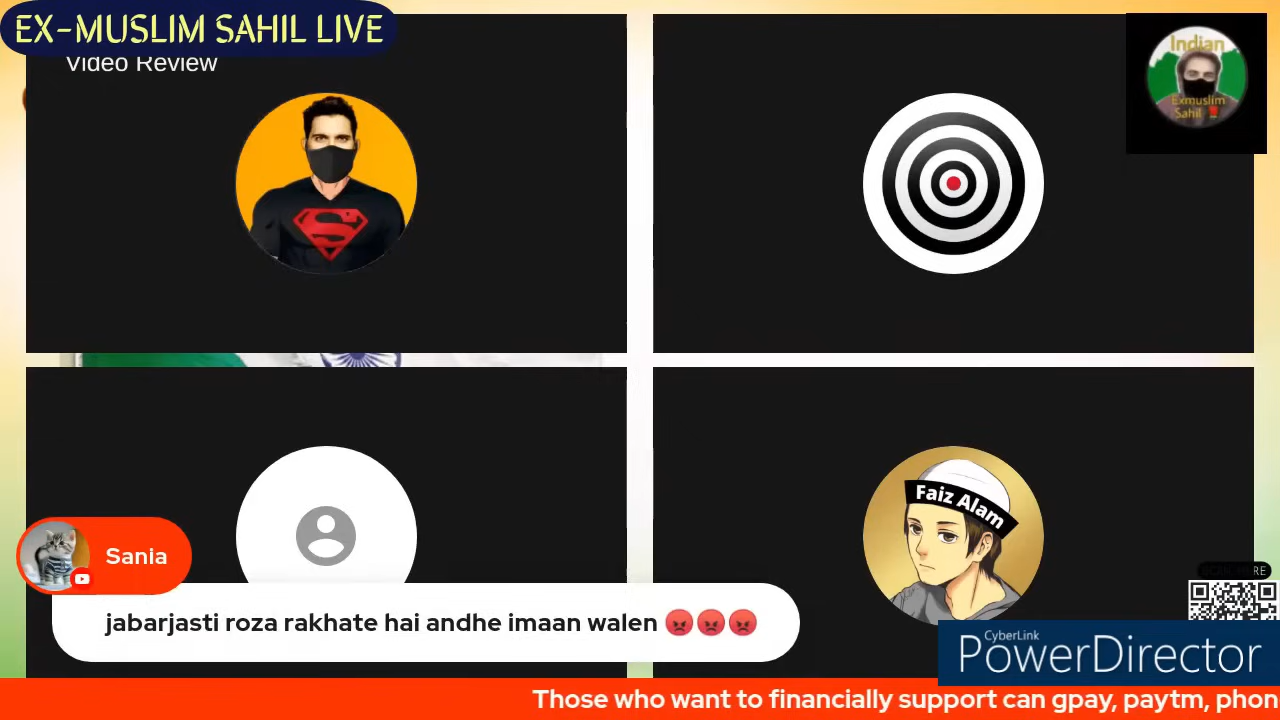 EX-MUSLIM SAHIL LIVE
Video Review
Indian
Exmuslim
Sahil
Faiz Alam
Sania
jabarjasti roza rakhate hai andhe imaan walen 😡😡😡
CyberLink
PowerDirector
Those who want to financially support can gpay, paytm, phon